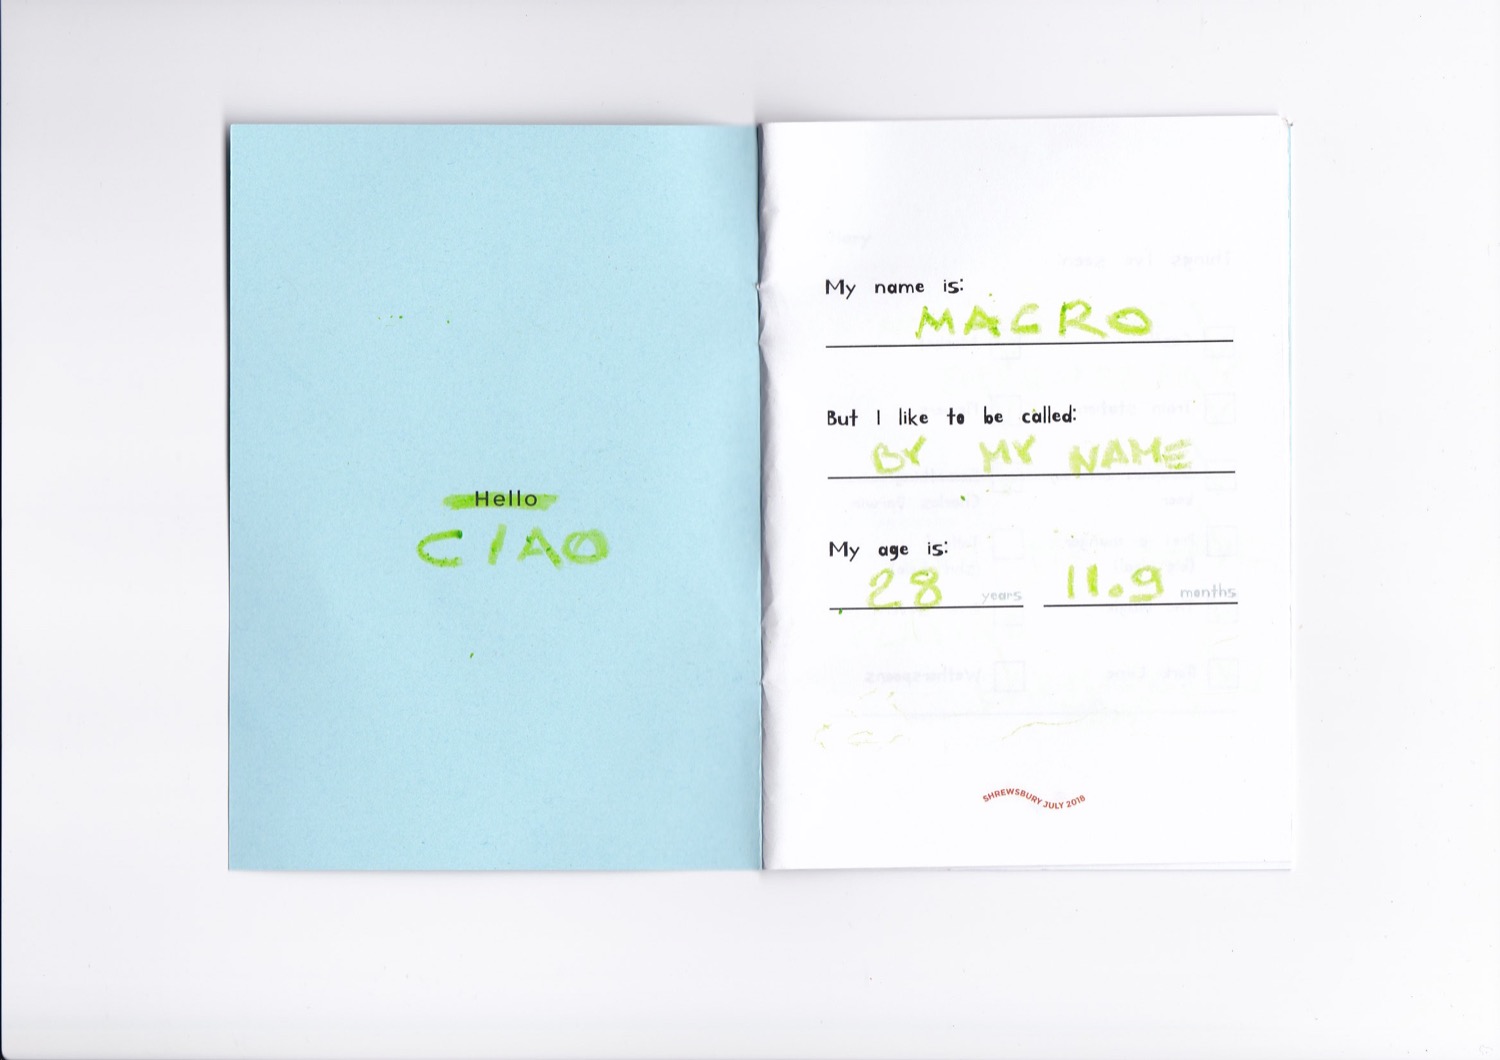 Hello
CIAO
My name is:
MACRO
But I like to be called:
BY MY NAME
My age is:
28 years 11.9 months
SHREWSBURY JULY 2018